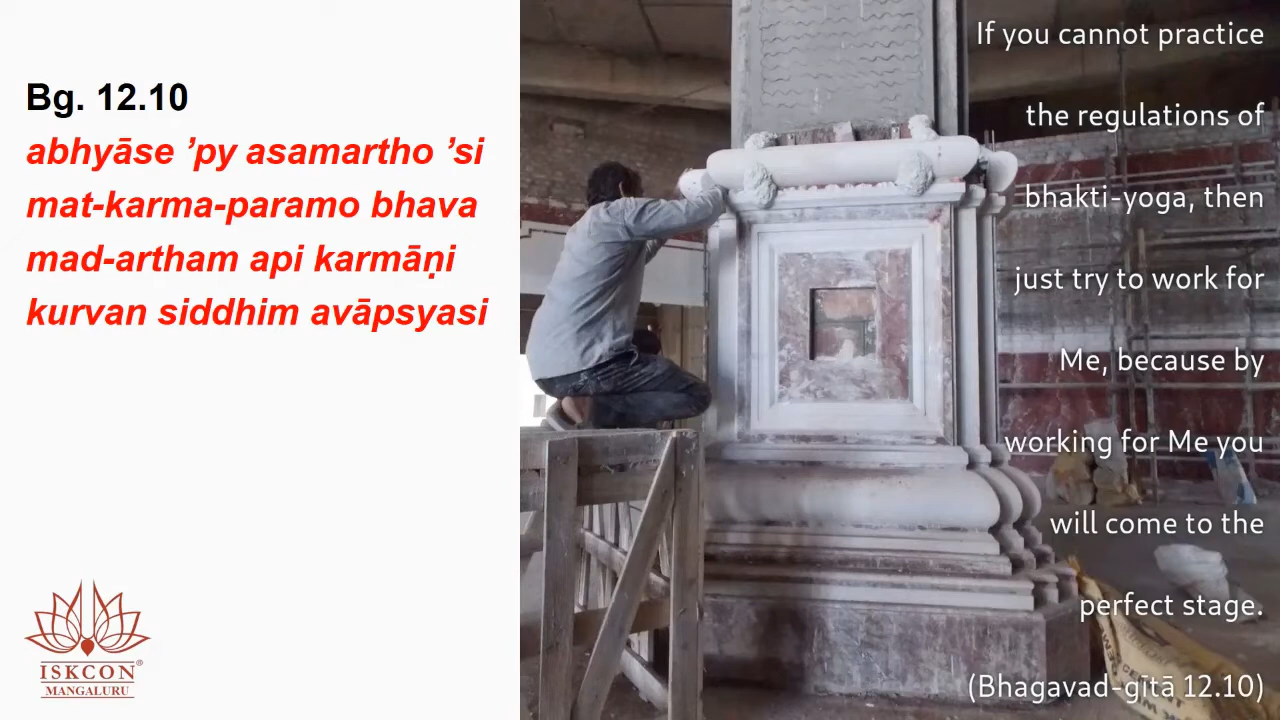 Bg. 12.10
abhyāse ’py asamartho ’si
mat-karma-paramo bhava
mad-artham api karmāṇi
kurvan siddhim avāpsyasi
ISKCON®
MANGALURU
If you cannot practice
the regulations of
bhakti-yoga, then
just try to work for
Me, because by
working for Me you
will come to the
perfect stage.
(Bhagavad-gītā 12.10)